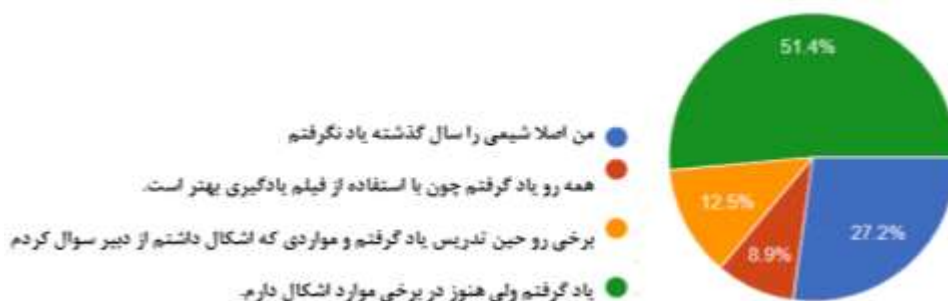 51.4%
من اصلا شیمی را سال گذشته یاد نگرفتم
همه رو یاد گرفتم چون با استفاده از فیلم یادگیری بهتر است.
12.5%
27.2%
برخی رو حین تدریس یاد گرفتم و مواردی که اشکال داشتم از دبیر سوال کردم
8.9%
یاد گرفتم ولی هنوز در برخی موارد اشکال دارم.